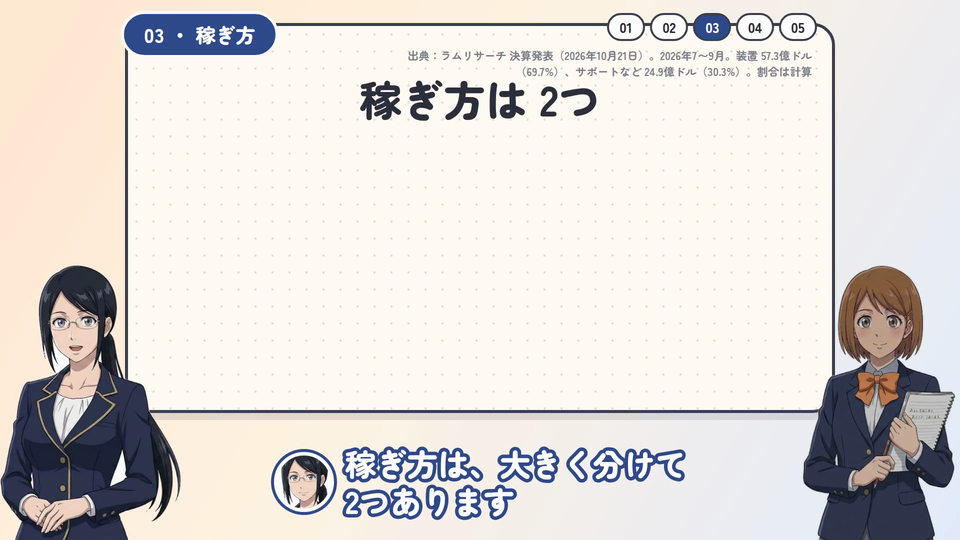 03 ・ 稼ぎ方
01 02 03 04 05
出典：ラムリサーチ 決算発表（2026年10月21日）。2026年7〜9月。装置 57.3億ドル
（69.7%）、サポートなど 24.9億ドル（30.3%）。割合は計算
稼ぎ方は 2つ
稼ぎ方は、大きく分けて
2つあります